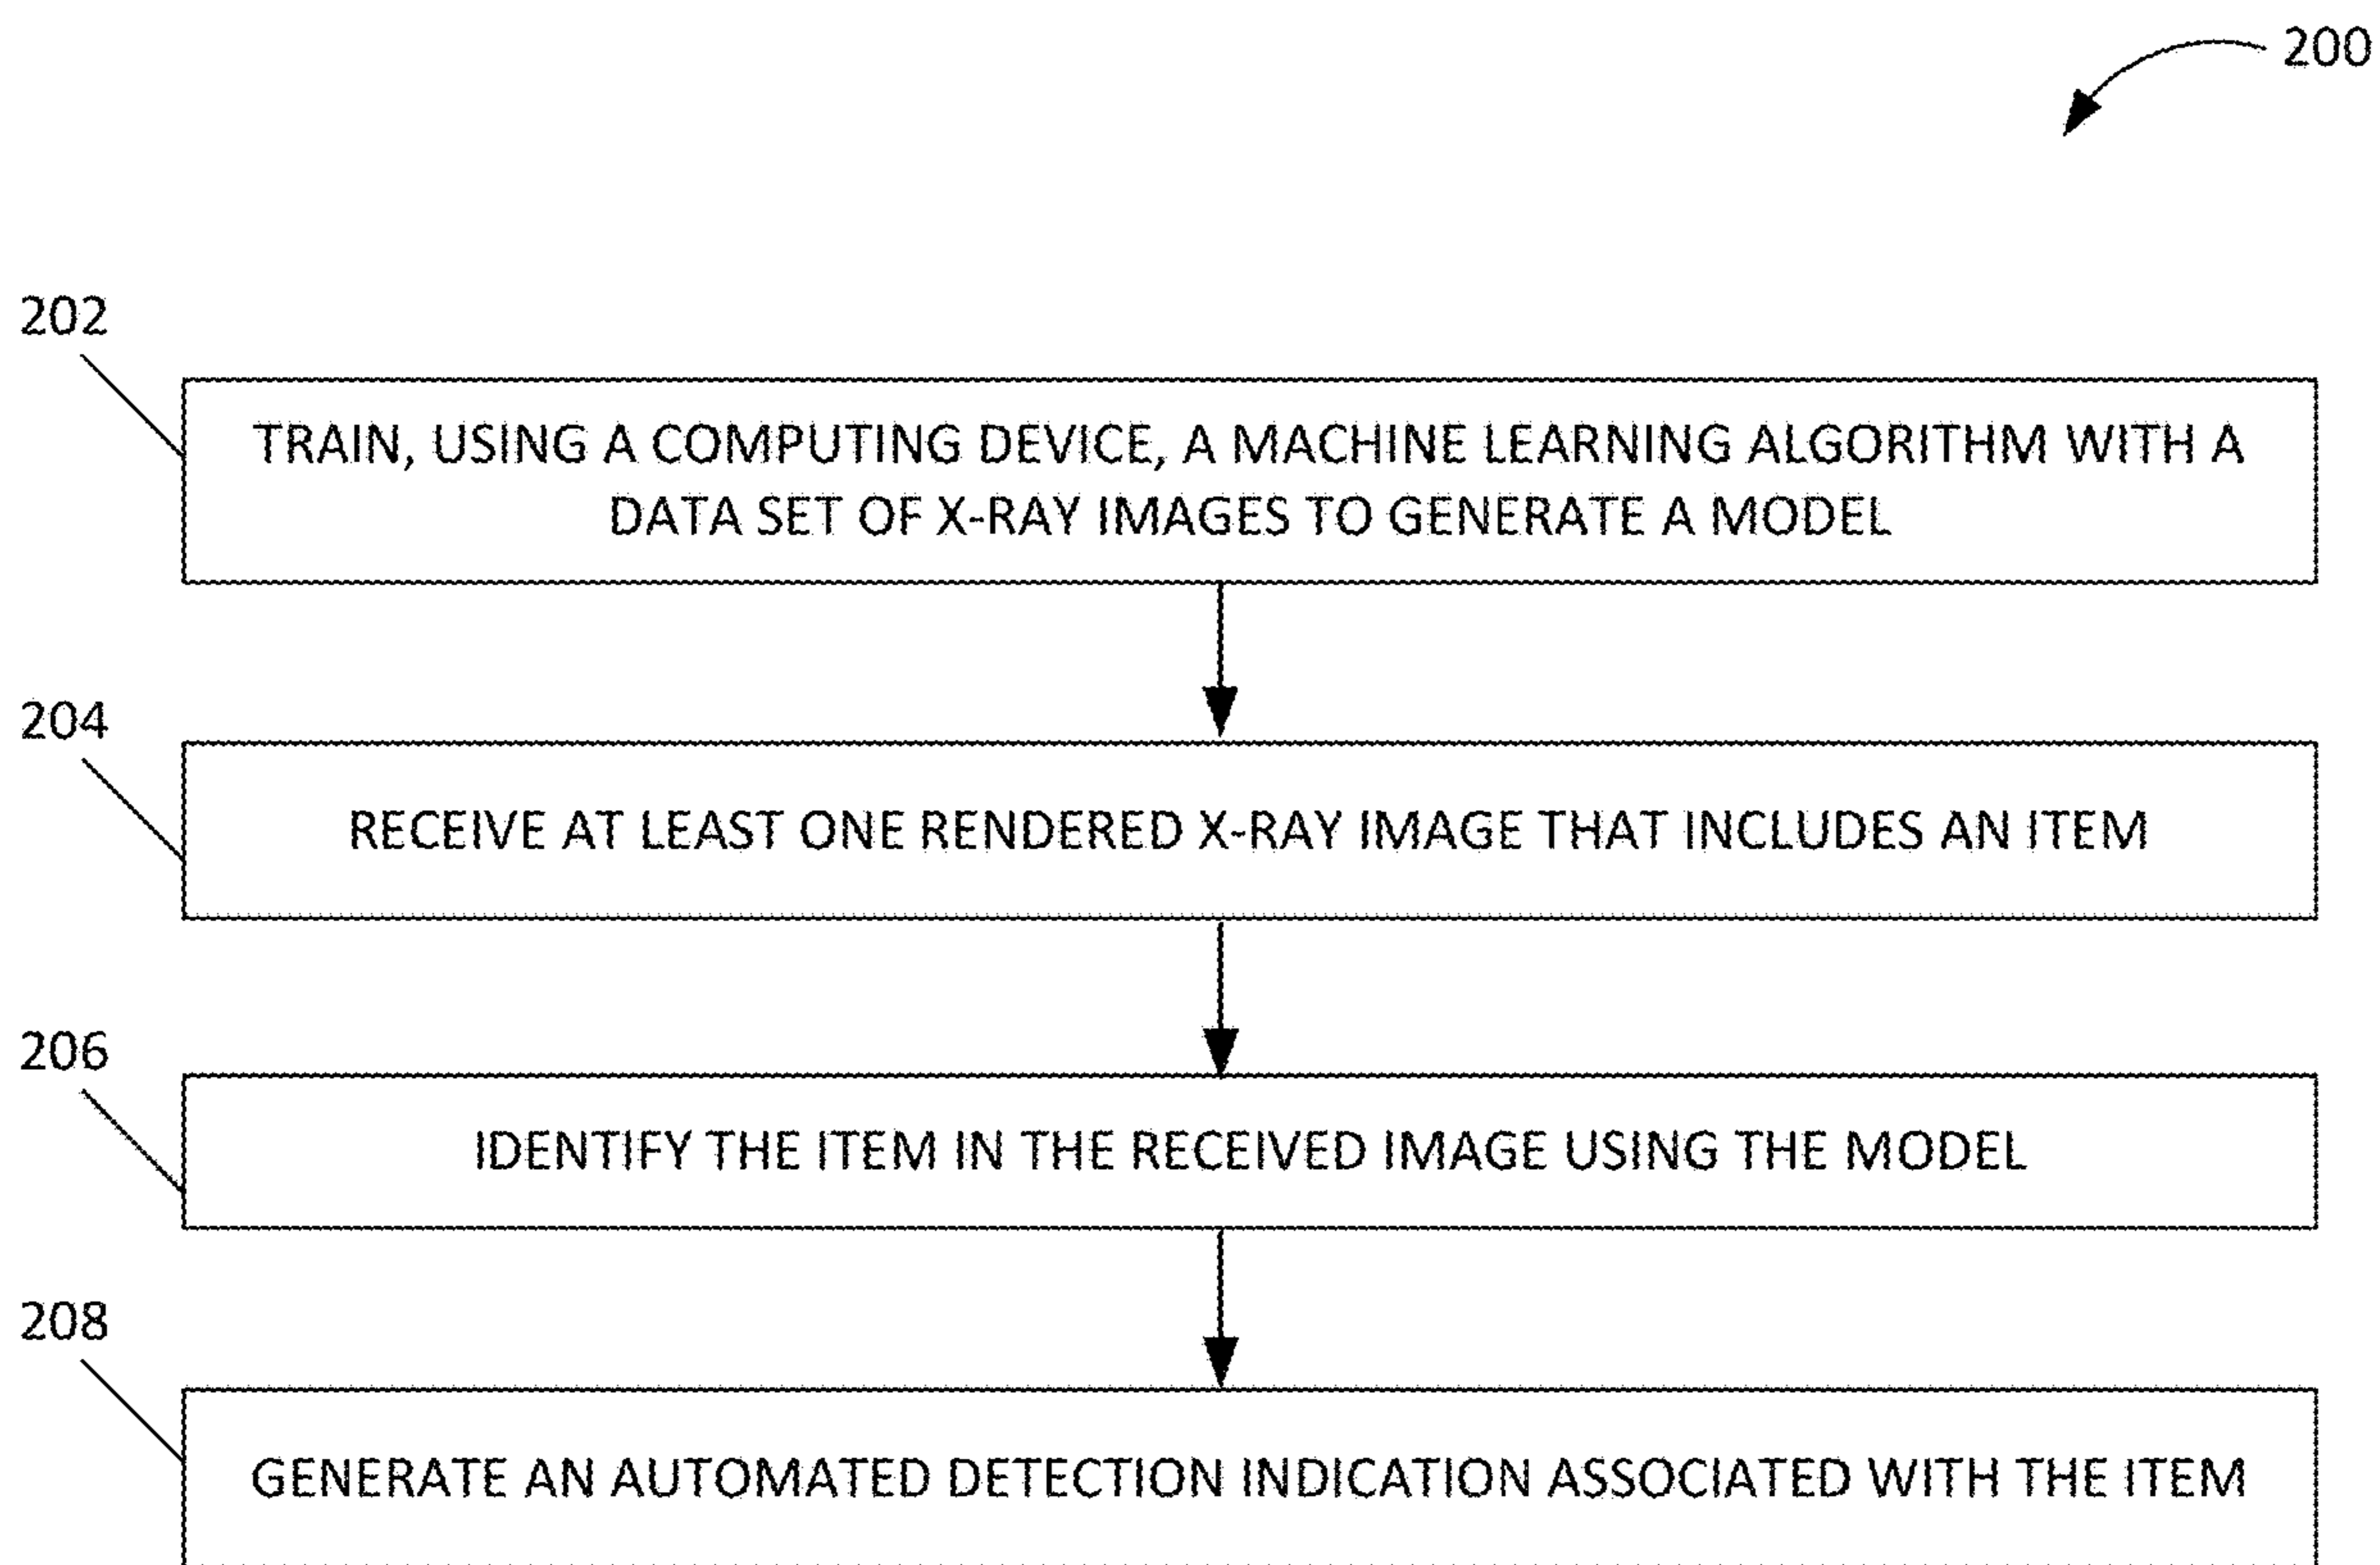 200
202
TRAIN, USING A COMPUTING DEVICE, A MACHINE LEARNING ALGORITHM WITH A
DATA SET OF X-RAY IMAGES TO GENERATE A MODEL
204
RECEIVE AT LEAST ONE RENDERED X-RAY IMAGE THAT INCLUDES AN ITEM
206
IDENTIFY THE ITEM IN THE RECEIVED IMAGE USING THE MODEL
208
GENERATE AN AUTOMATED DETECTION INDICATION ASSOCIATED WITH THE ITEM